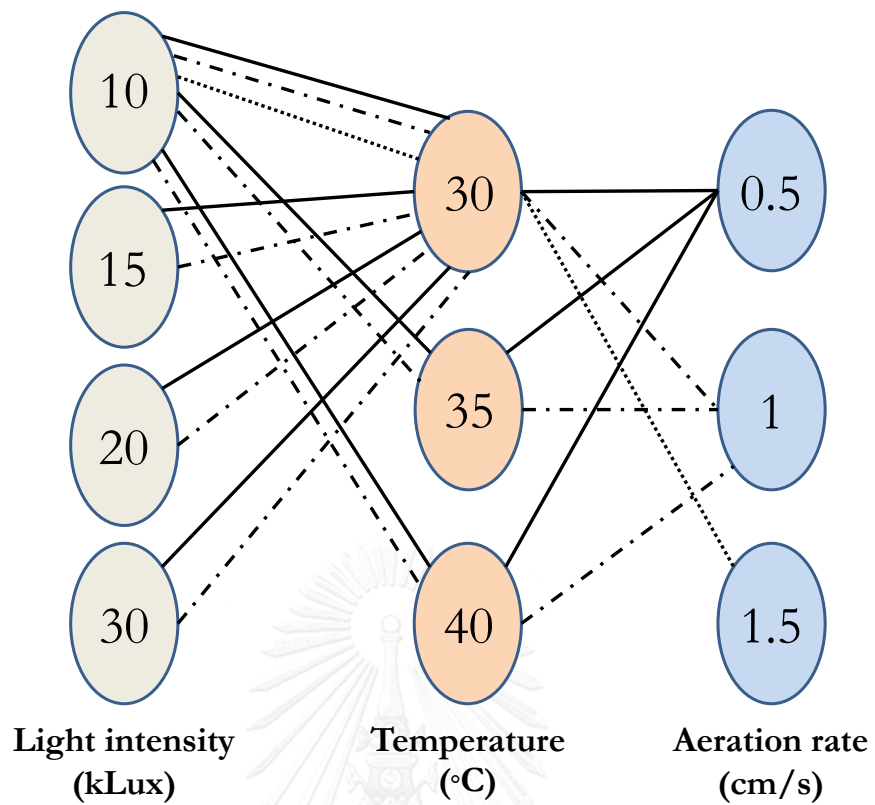 10
15
20
30
30
35
40
0.5
1
1.5
Light intensity
(kLux)
Temperature
(°C)
Aeration rate
(cm/s)